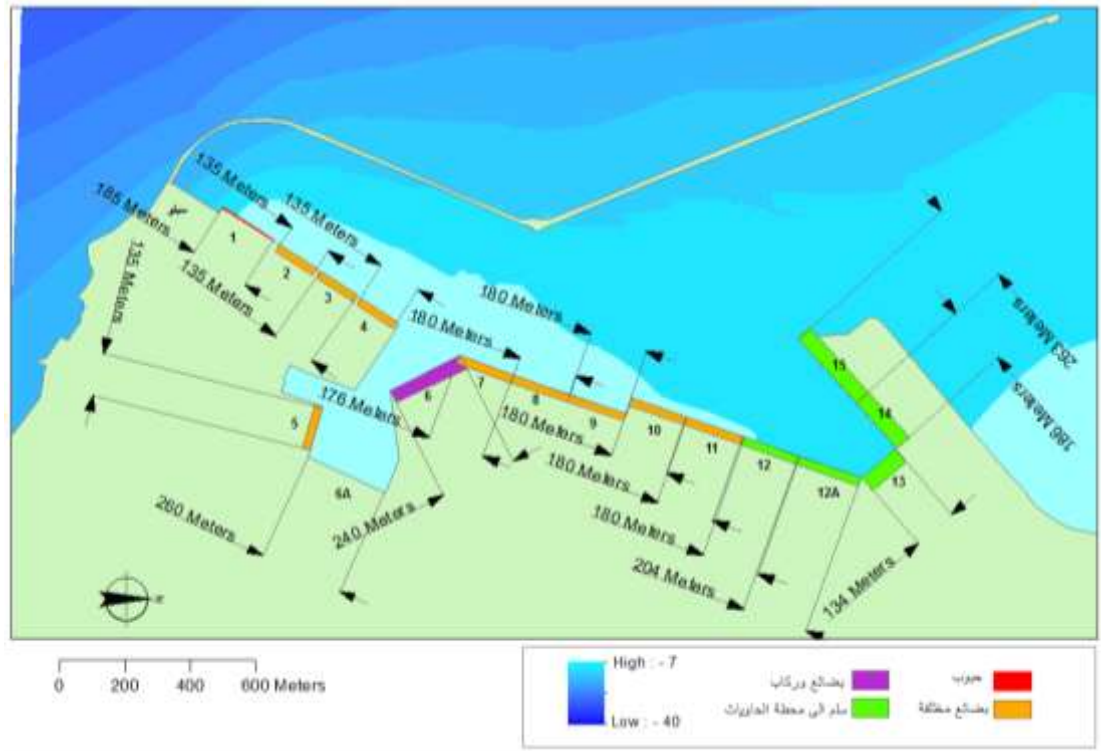 135 Meters
135 Meters
185 Meters
135 Meters
135 Meters
1
2
3
4
180 Meters
180 Meters
176 Meters
5
6
7
8
9
10
11
12
12A
13
14
15
6A
263 Meters
186 Meters
180 Meters
180 Meters
180 Meters
204 Meters
134 Meters
240 Meters
260 Meters
0 200 400 600 Meters
High : - 7
Low : - 40
بضائع وركاب
حبوب
سلم الى محطة الحاويات
بضائع مختلفة